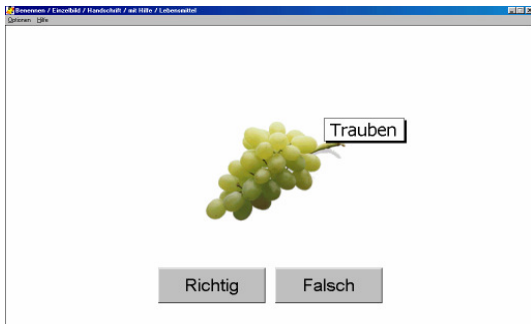 Benennen / Einzelbild / Handschrift / mit Hilfe / Lebensmittel
Optionen Hilfe
Trauben
Richtig Falsch